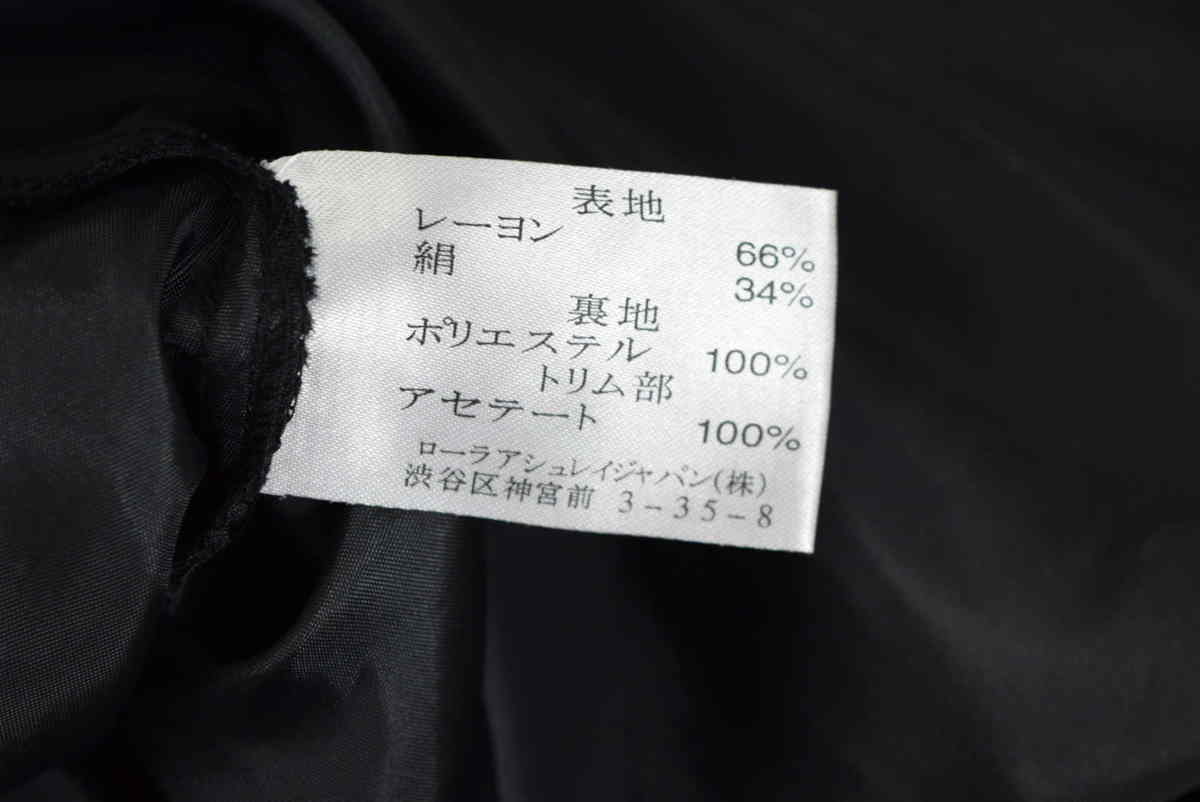 表地
レーヨン 66%
絹 34%
裏地
ポリエステル 100%
トリム部
アセテート 100%
ローラアシュレイジャパン(株)
渋谷区神宮前 3-35-8